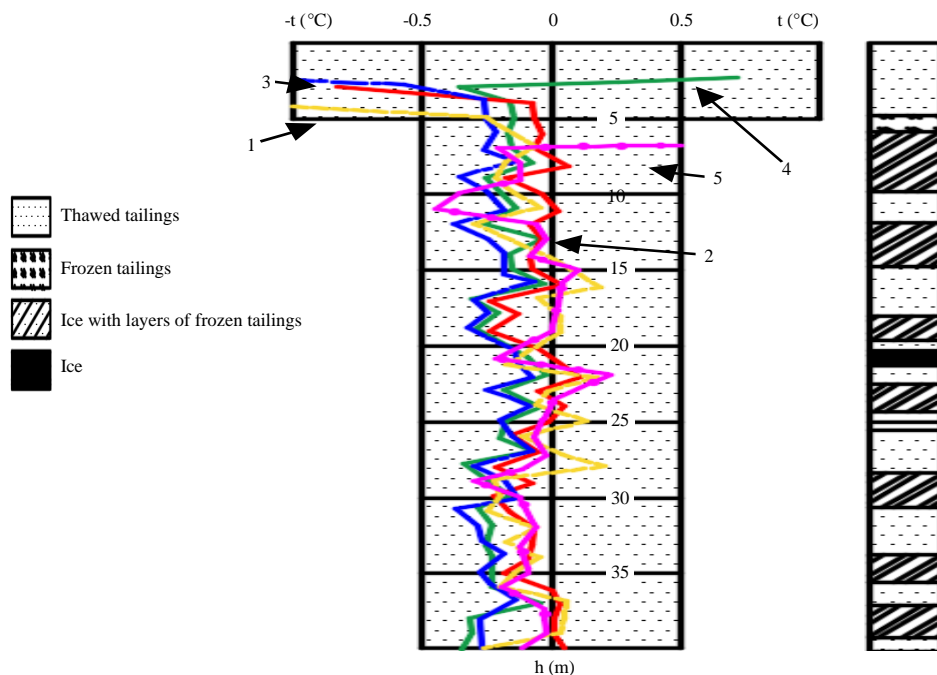 -t (°C) -0.5 0 0.5 t (°C)
3
5
1
4
5
10
Thawed tailings
2
Frozen tailings
15
Ice with layers of frozen tailings
20
Ice
25
30
35
h (m)